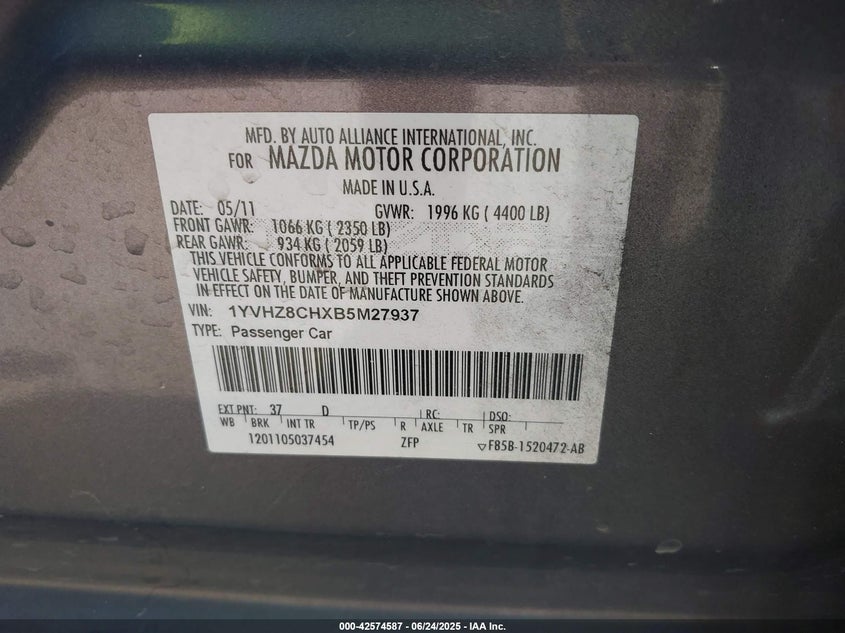 MFD. BY AUTO ALLIANCE INTERNATIONAL, INC.
FOR MAZDA MOTOR CORPORATION
MADE IN U.S.A.
DATE: 05/11 GVWR: 1996 KG ( 4400 LB)
FRONT GAWR: 1066 KG ( 2350 LB)
REAR GAWR: 934 KG ( 2059 LB)
THIS VEHICLE CONFORMS TO ALL APPLICABLE FEDERAL MOTOR
VEHICLE SAFETY, BUMPER, AND THEFT PREVENTION STANDARDS
IN EFFECT ON THE DATE OF MANUFACTURE SHOWN ABOVE.
VIN: 1YVHZ8CHXB5M27937
TYPE: Passenger Car
EXT PNT: 37 D RC: DSO:
WB BRK INT TR TP/PS R AXLE TR SPR
1201105037454 ZFP ▽F85B-1520472-AB
000-42574587 - 06/24/2025 - IAA Inc.